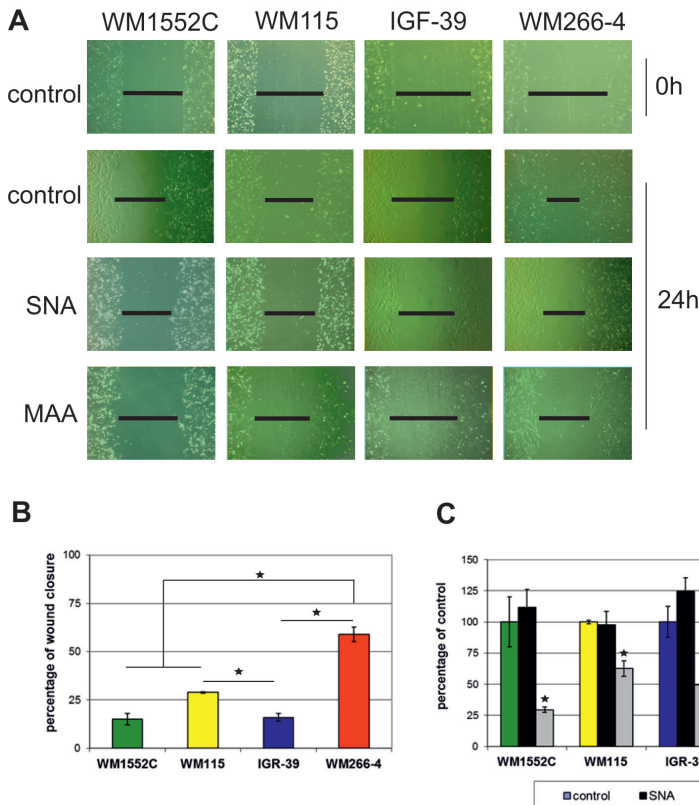 A
WM1552C WM115 IGF-39 WM266-4
control
0h
control
SNA
24h
MAA
B
C
percentage of wound closure
100
75
50
25
0
WM1552C WM115 IGR-39 WM266-4
percentage of control
150
125
100
75
50
25
0
WM1552C WM115 IGR-3
control SNA